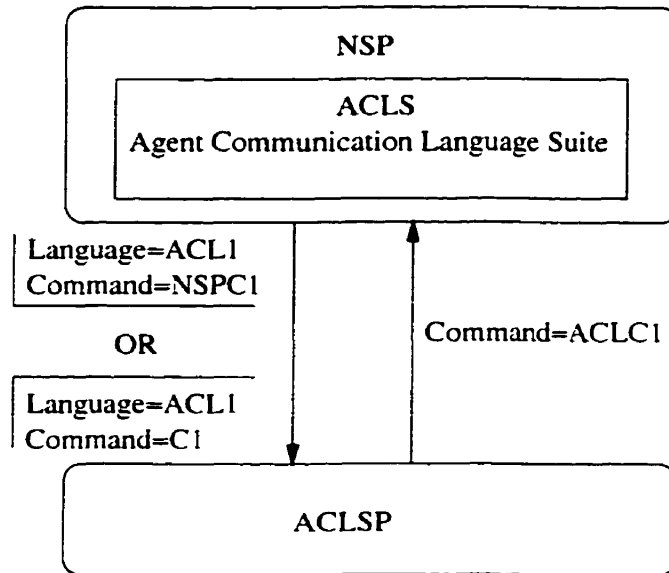 NSP
ACLS
Agent Communication Language Suite
Language=ACL1
Command=NSPC1
OR
Language=ACL1
Command=C1
Command=ACLC1
ACLSP